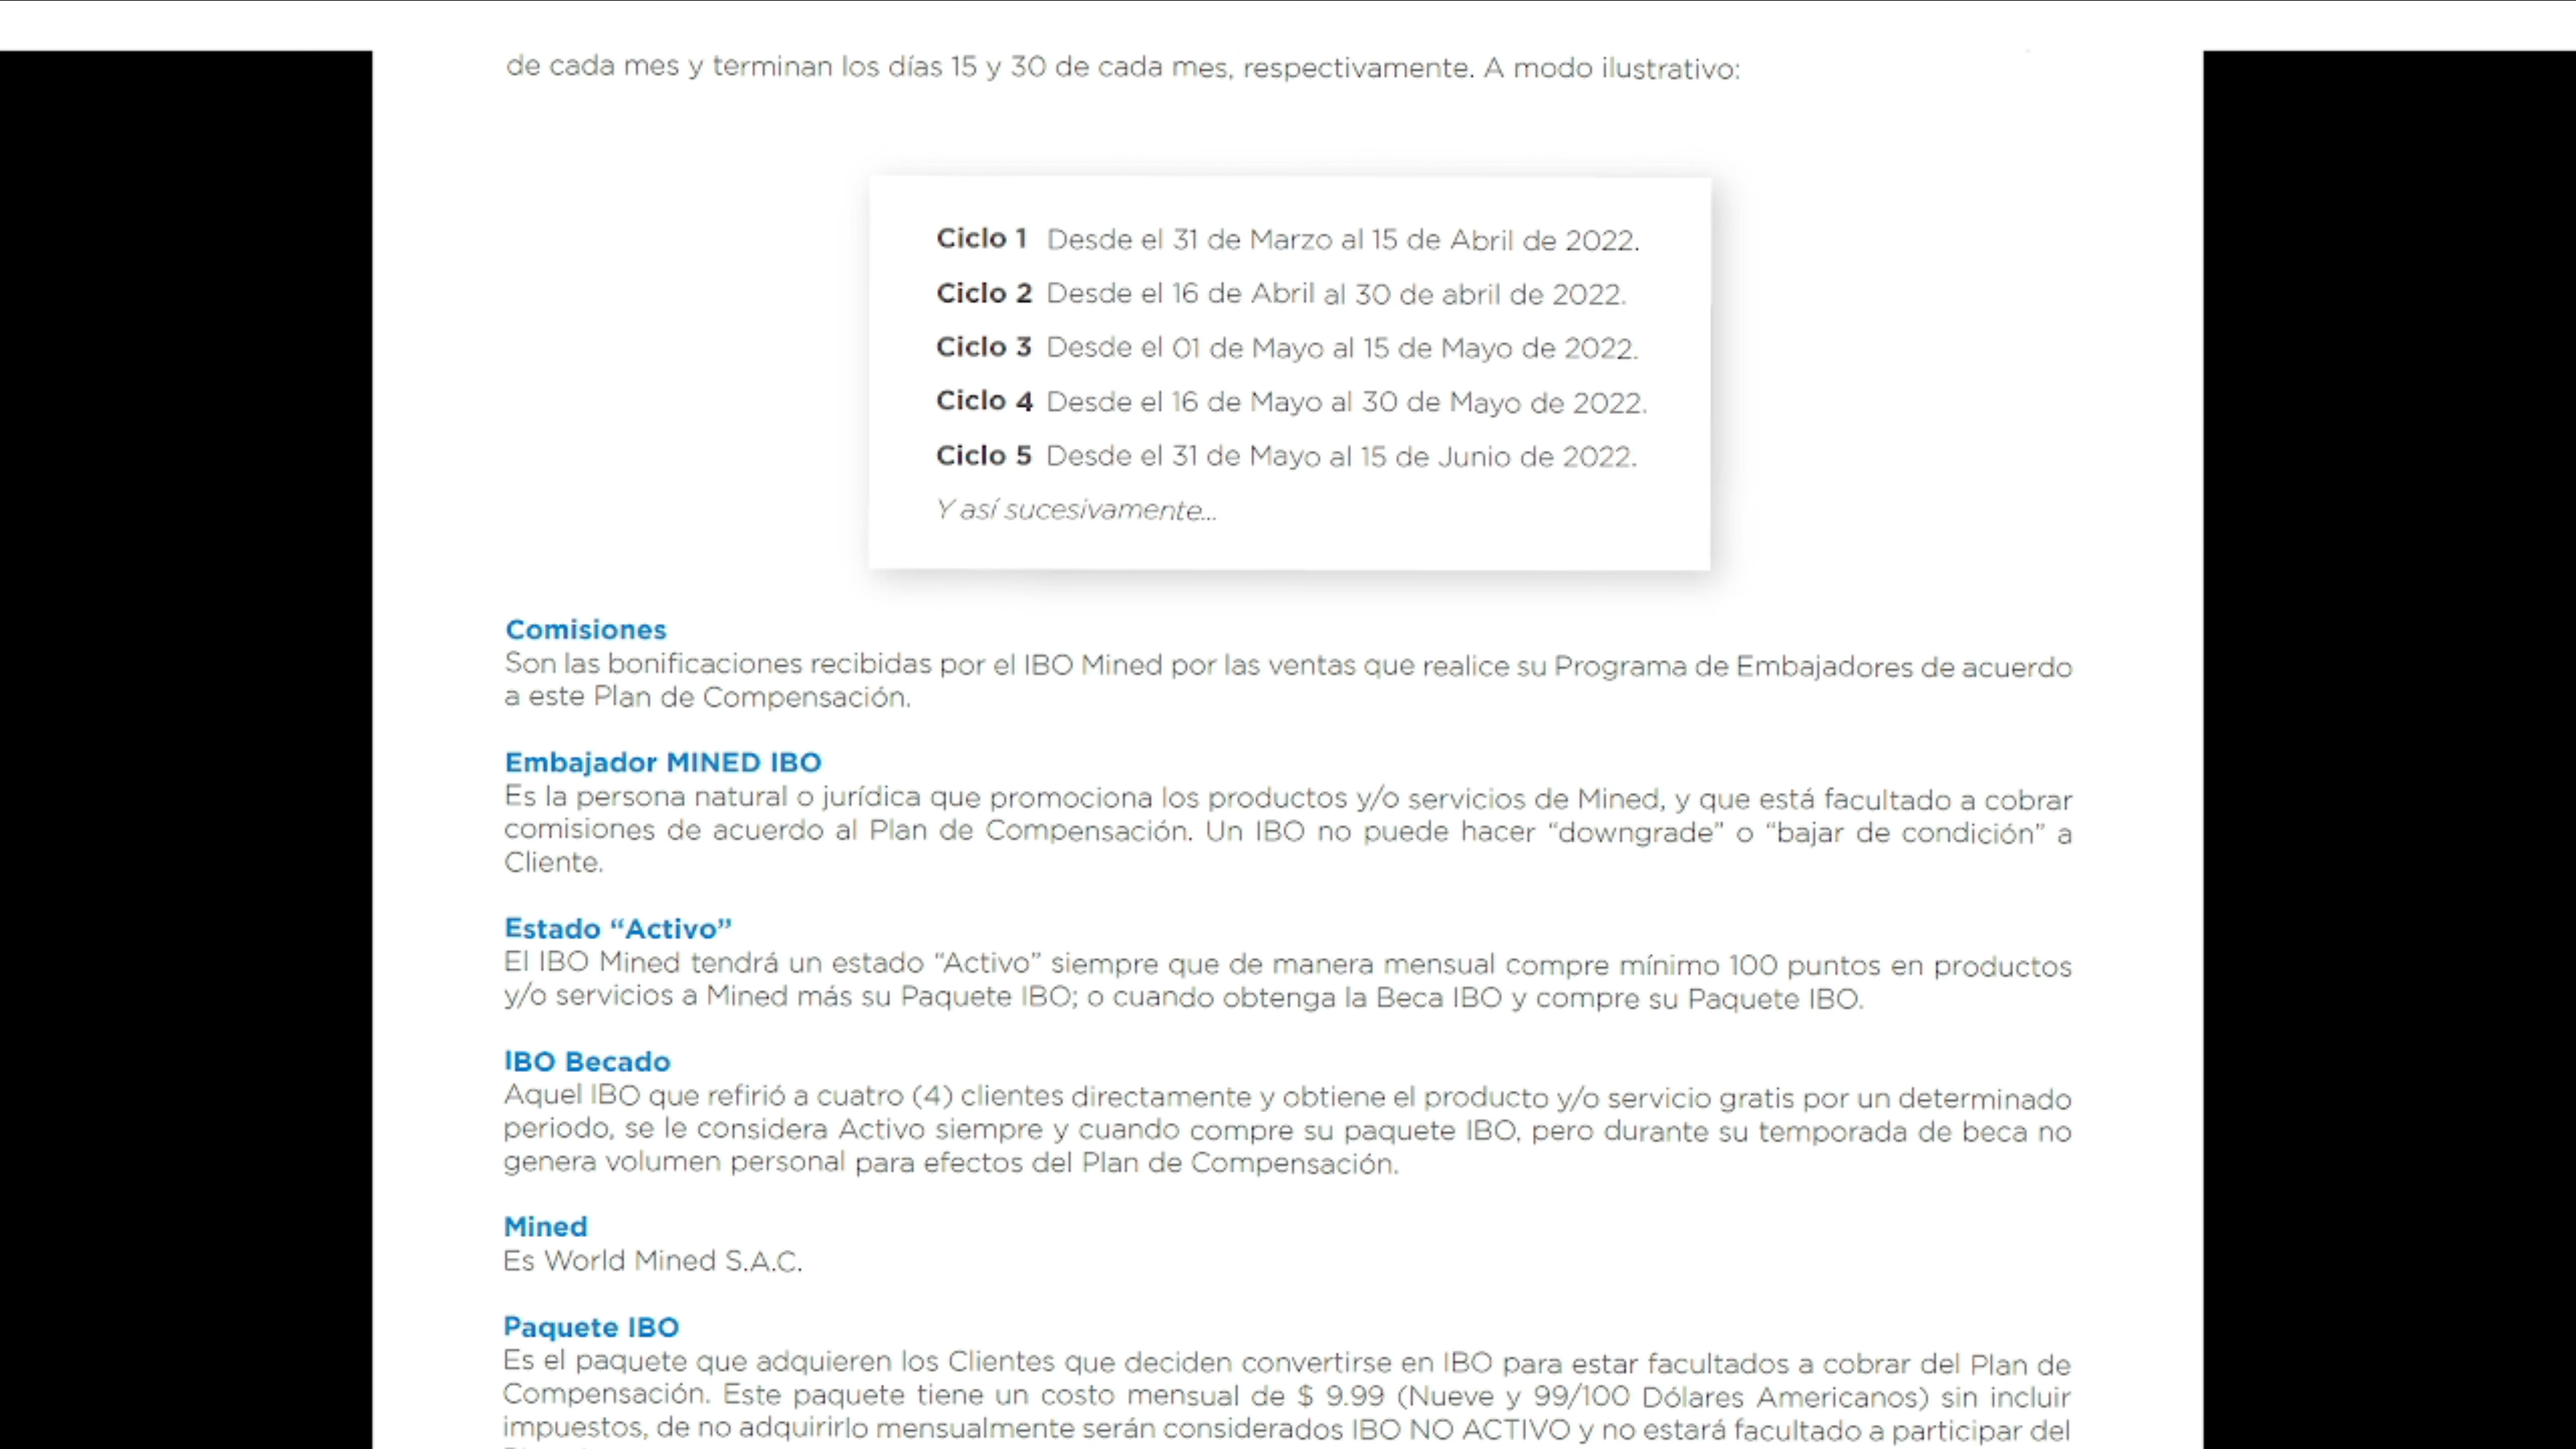 de cada mes y terminan los días 15 y 30 de cada mes, respectivamente. A modo ilustrativo:
Ciclo 1 Desde el 31 de Marzo al 15 de Abril de 2022.
Ciclo 2 Desde el 16 de Abril al 30 de abril de 2022.
Ciclo 3 Desde el 01 de Mayo al 15 de Mayo de 2022.
Ciclo 4 Desde el 16 de Mayo al 30 de Mayo de 2022.
Ciclo 5 Desde el 31 de Mayo al 15 de Junio de 2022.
Y así sucesivamente...
Comisiones
Son las bonificaciones recibidas por el IBO Mined por las ventas que realice su Programa de Embajadores de acuerdo
a este Plan de Compensación.
Embajador MINED IBO
Es la persona natural o jurídica que promociona los productos y/o servicios de Mined, y que está facultado a cobrar
comisiones de acuerdo al Plan de Compensación. Un IBO no puede hacer “downgrade” o “bajar de condición” a
Cliente.
Estado “Activo”
El IBO Mined tendrá un estado “Activo” siempre que de manera mensual compre mínimo 100 puntos en productos
y/o servicios a Mined más su Paquete IBO; o cuando obtenga la Beca IBO y compre su Paquete IBO.
IBO Becado
Aquel IBO que refirió a cuatro (4) clientes directamente y obtiene el producto y/o servicio gratis por un determinado
periodo, se le considera Activo siempre y cuando compre su paquete IBO, pero durante su temporada de beca no
genera volumen personal para efectos del Plan de Compensación.
Mined
Es World Mined S.A.C.
Paquete IBO
Es el paquete que adquieren los Clientes que deciden convertirse en IBO para estar facultados a cobrar del Plan de
Compensación. Este paquete tiene un costo mensual de $ 9.99 (Nueve y 99/100 Dólares Americanos) sin incluir
impuestos, de no adquirirlo mensualmente serán considerados IBO NO ACTIVO y no estará facultado a participar del